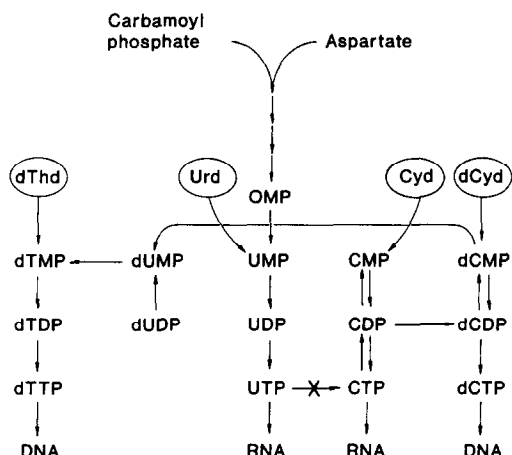 Carbamoyl
phosphate
Aspartate
dThd
Urd
OMP
Cyd
dCyd
dTMP
dUMP
UMP
CMP
dCMP
dTDP
dUDP
UDP
CDP
dCDP
dTTP
UTP
CTP
dCTP
DNA
RNA
RNA
DNA